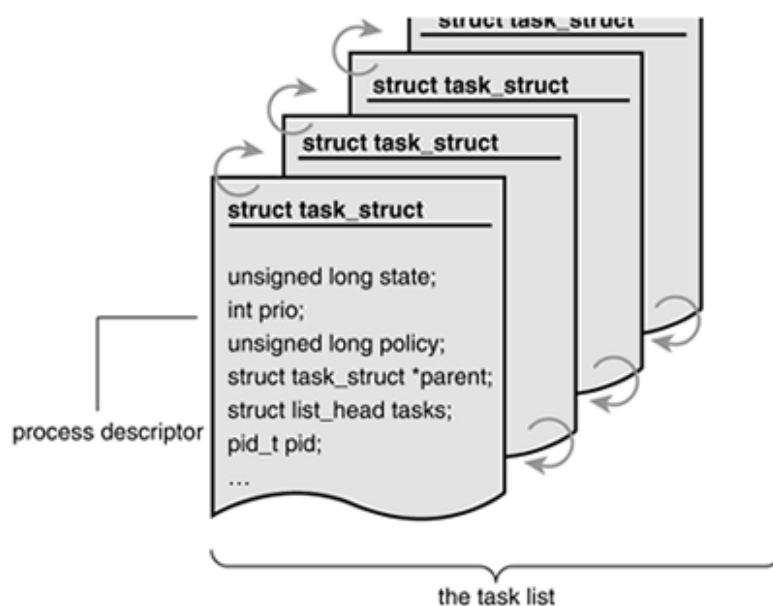 struct task_struct
struct task_struct
struct task_struct
struct task_struct
unsigned long state;
int prio;
unsigned long policy;
struct task_struct *parent;
struct list_head tasks;
pid_t pid;
...
process descriptor
the task list